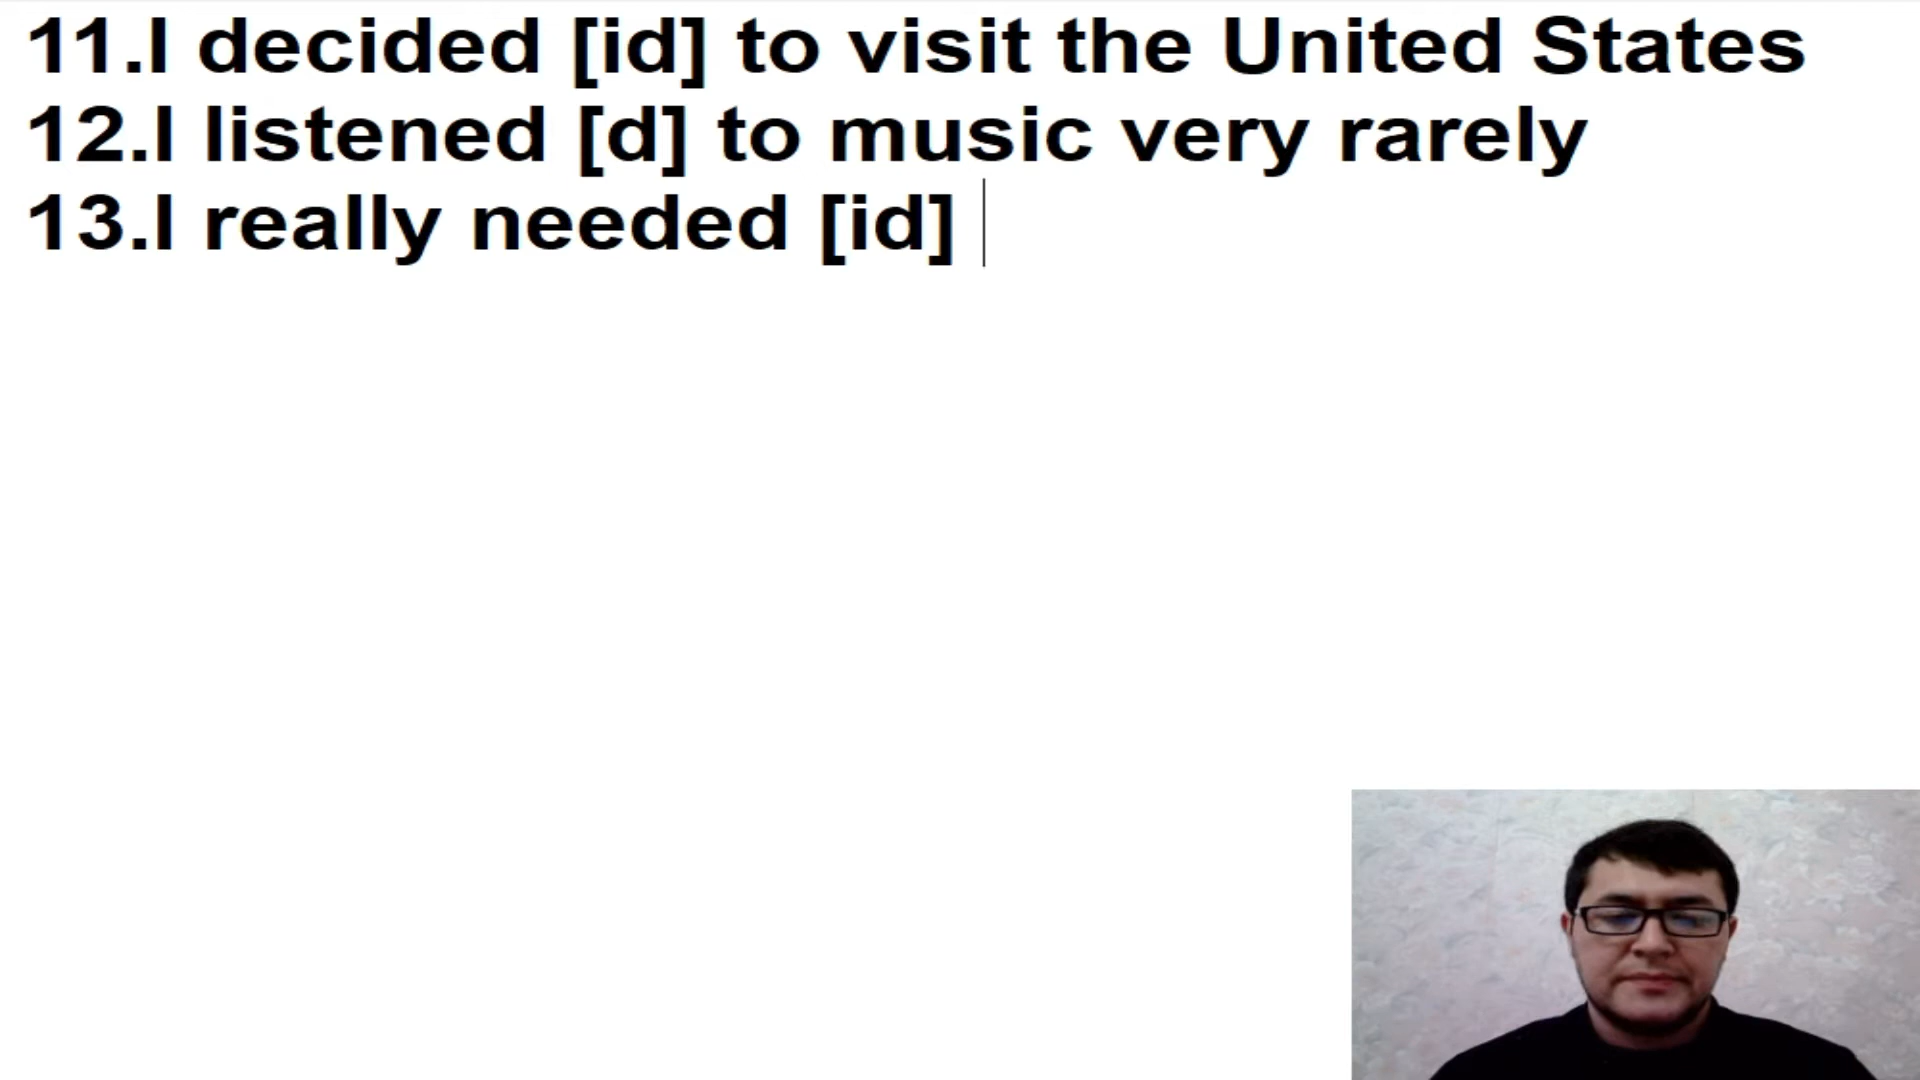 11.I decided [id] to visit the United States
12.I listened [d] to music very rarely
13.I really needed [id]